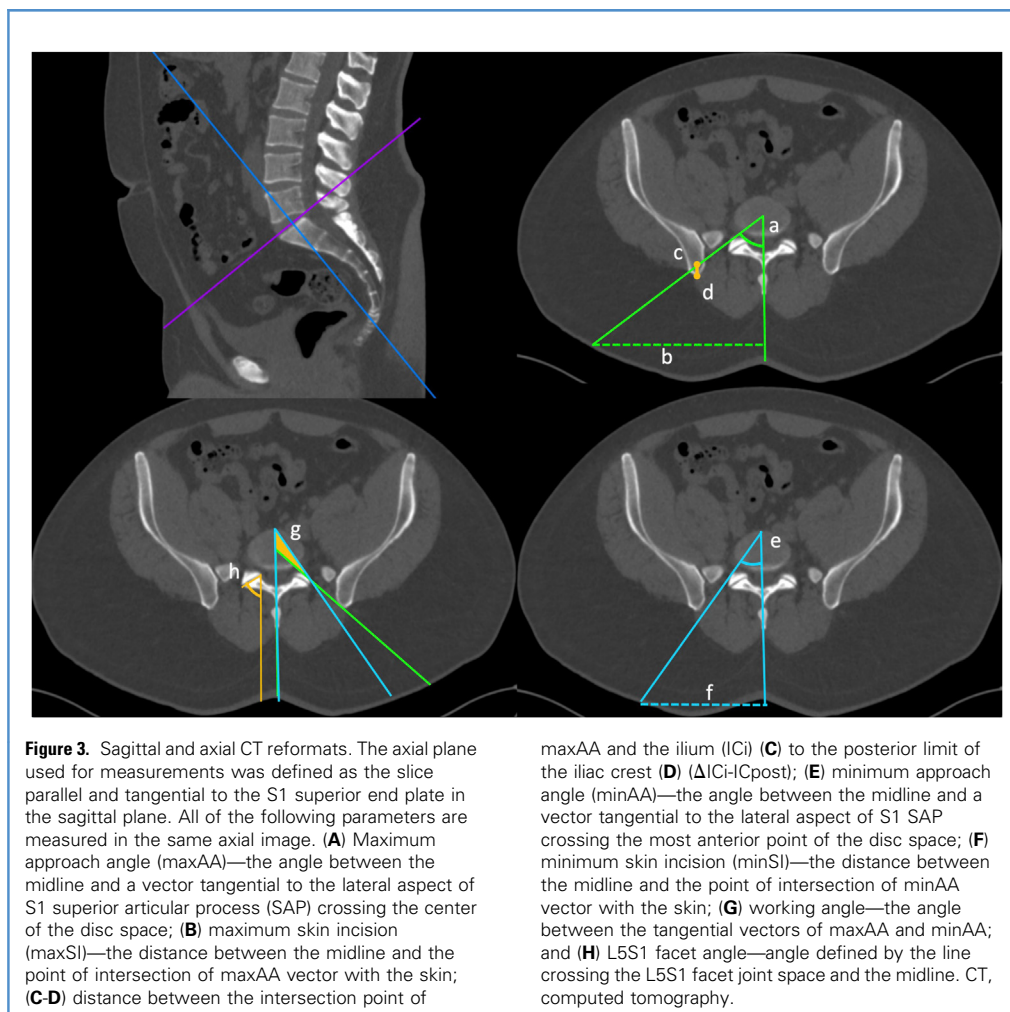 a
c
d
b
g
h
e
f
Figure 3. Sagittal and axial CT reformats. The axial plane
used for measurements was defined as the slice
parallel and tangential to the S1 superior end plate in
the sagittal plane. All of the following parameters are
measured in the same axial image. (A) Maximum
approach angle (maxAA)—the angle between the
midline and a vector tangential to the lateral aspect of
S1 superior articular process (SAP) crossing the center
of the disc space; (B) maximum skin incision
(maxSI)—the distance between the midline and the
point of intersection of maxAA vector with the skin;
(C-D) distance between the intersection point of
maxAA and the ilium (ICi) (C) to the posterior limit of
the iliac crest (D) (ΔICi-ICpost); (E) minimum approach
angle (minAA)—the angle between the midline and a
vector tangential to the lateral aspect of S1 SAP
crossing the most anterior point of the disc space; (F)
minimum skin incision (minSI)—the distance between
the midline and the point of intersection of minAA
vector with the skin; (G) working angle—the angle
between the tangential vectors of maxAA and minAA;
and (H) L5S1 facet angle—angle defined by the line
crossing the L5S1 facet joint space and the midline. CT,
computed tomography.